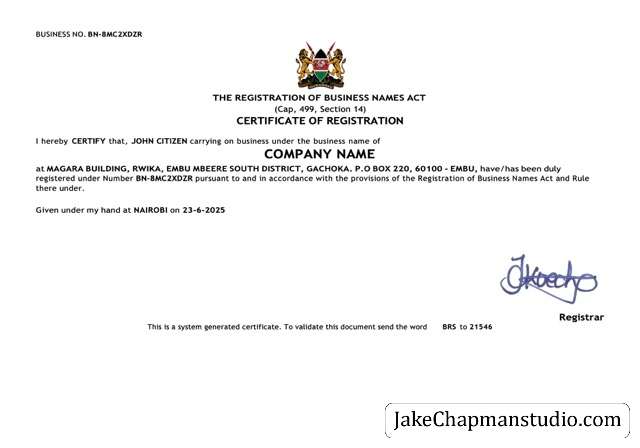 BUSINESS NO. BN-8MC2XDZR
THE REGISTRATION OF BUSINESS NAMES ACT
(Cap, 499, Section 14)
CERTIFICATE OF REGISTRATION
I hereby CERTIFY that, JOHN CITIZEN carrying on business under the business name of
COMPANY NAME
at MAGARA BUILDING, RWIKA, EMBU MBEERE SOUTH DISTRICT, GACHOKA. P.O BOX 220, 60100 - EMBU, have/has been duly
registered under Number BN-8MC2XDZR pursuant to and in accordance with the provisions of the Registration of Business Names Act and Rule
there under.
Given under my hand at NAIROBI on 23-6-2025
Registrar
This is a system generated certificate. To validate this document send the word BRS to 21546
JakeChapmanstudio.com